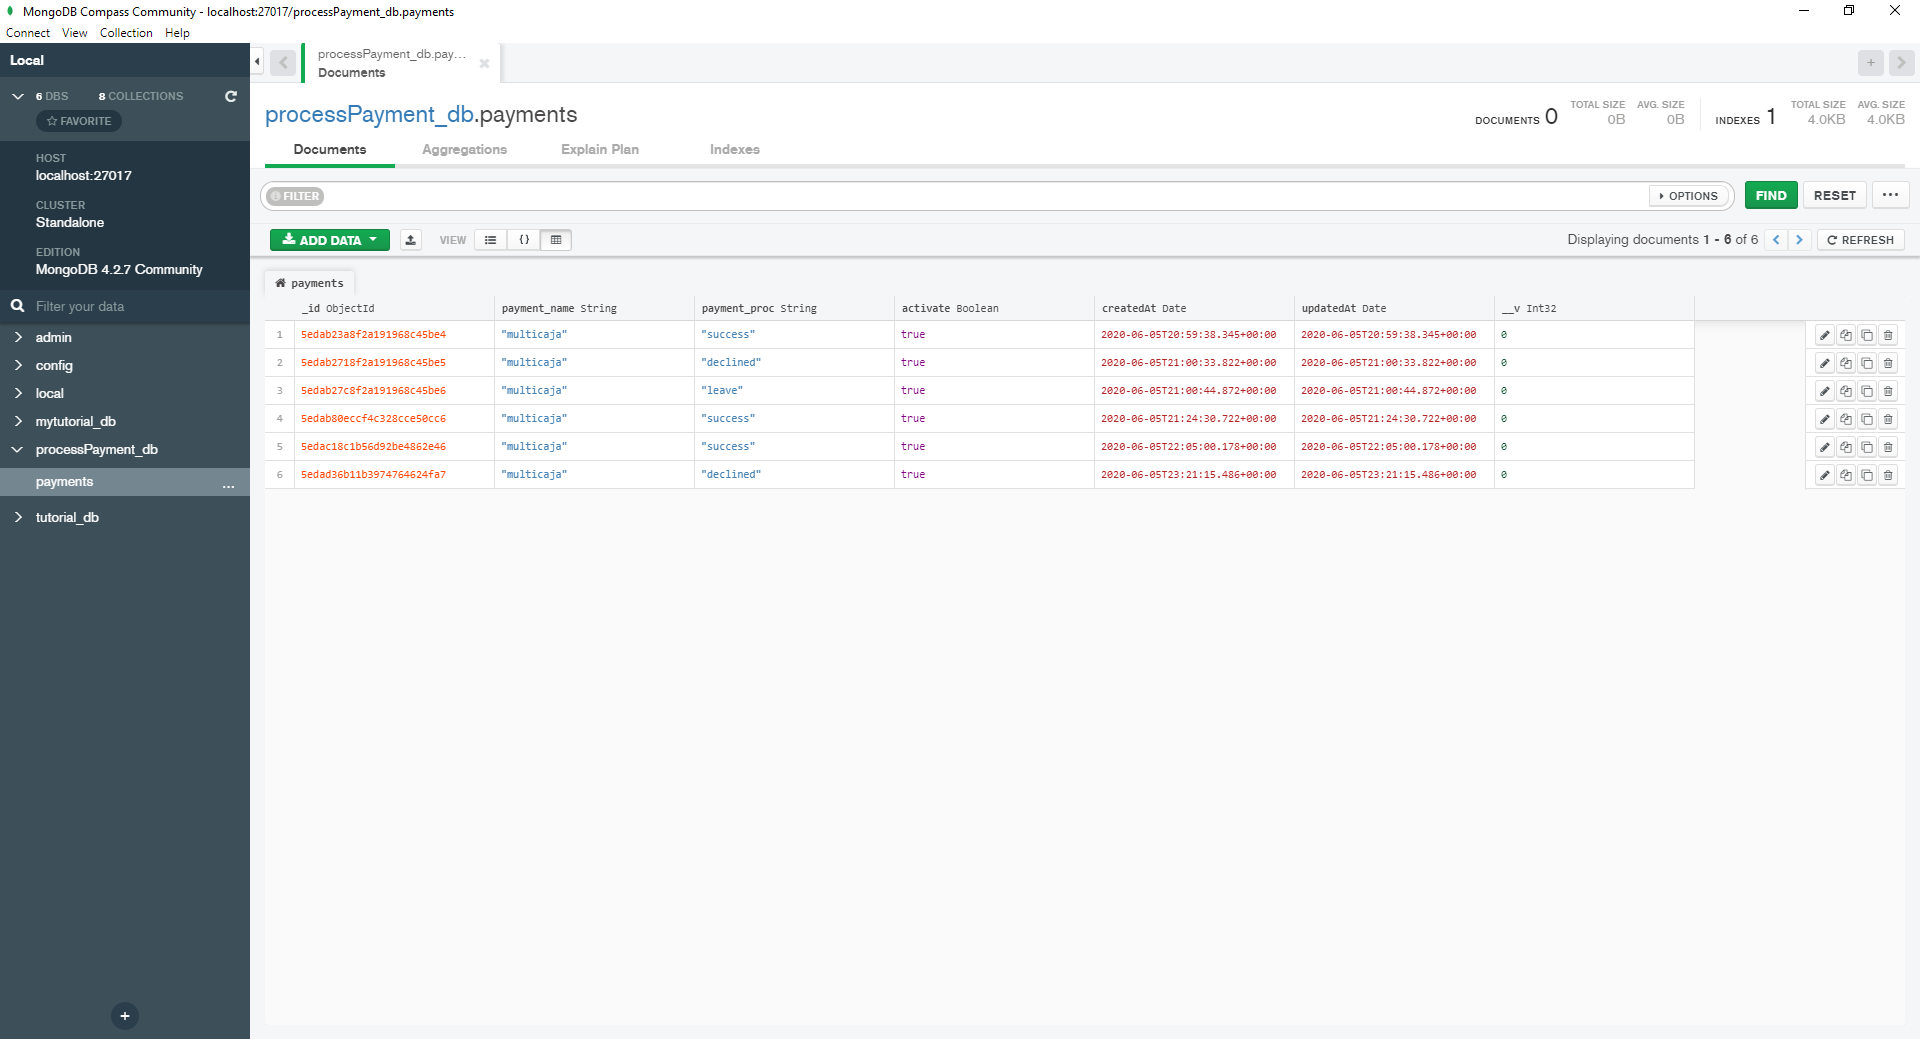 MongoDB Compass Community - localhost:27017/processPayment_db.payments
Connect View Collection Help
Local
6 DBS 8 COLLECTIONS
FAVORITE
HOST
localhost:27017
CLUSTER
Standalone
EDITION
MongoDB 4.2.7 Community
Filter your data
admin
config
local
mytutorial_db
processPayment_db
payments ...
tutorial_db
+
processPayment_db.pay...
Documents
processPayment_db.payments
DOCUMENTS 0 TOTAL SIZE 0B AVG. SIZE 0B INDEXES 1 TOTAL SIZE 4.0KB AVG. SIZE 4.0KB
Documents Aggregations Explain Plan Indexes
FILTER OPTIONS FIND RESET ...
ADD DATA VIEW {} Displaying documents 1 - 6 of 6 REFRESH
payments
_id ObjectId payment_name String payment_proc String activate Boolean createdAt Date updatedAt Date __v Int32
1 5edab23a8f2a191968c45be4 "multicaja" "success" true 2020-06-05T20:59:38.345+00:00 2020-06-05T20:59:38.345+00:00 0
2 5edab2718f2a191968c45be5 "multicaja" "declined" true 2020-06-05T21:00:33.822+00:00 2020-06-05T21:00:33.822+00:00 0
3 5edab27c8f2a191968c45be6 "multicaja" "leave" true 2020-06-05T21:00:44.872+00:00 2020-06-05T21:00:44.872+00:00 0
4 5edab80eccf4c328cce50cc6 "multicaja" "success" true 2020-06-05T21:24:30.722+00:00 2020-06-05T21:24:30.722+00:00 0
5 5edac18c1b56d92be4862e46 "multicaja" "success" true 2020-06-05T22:05:00.178+00:00 2020-06-05T22:05:00.178+00:00 0
6 5edad36b11b3974764624fa7 "multicaja" "declined" true 2020-06-05T23:21:15.486+00:00 2020-06-05T23:21:15.486+00:00 0